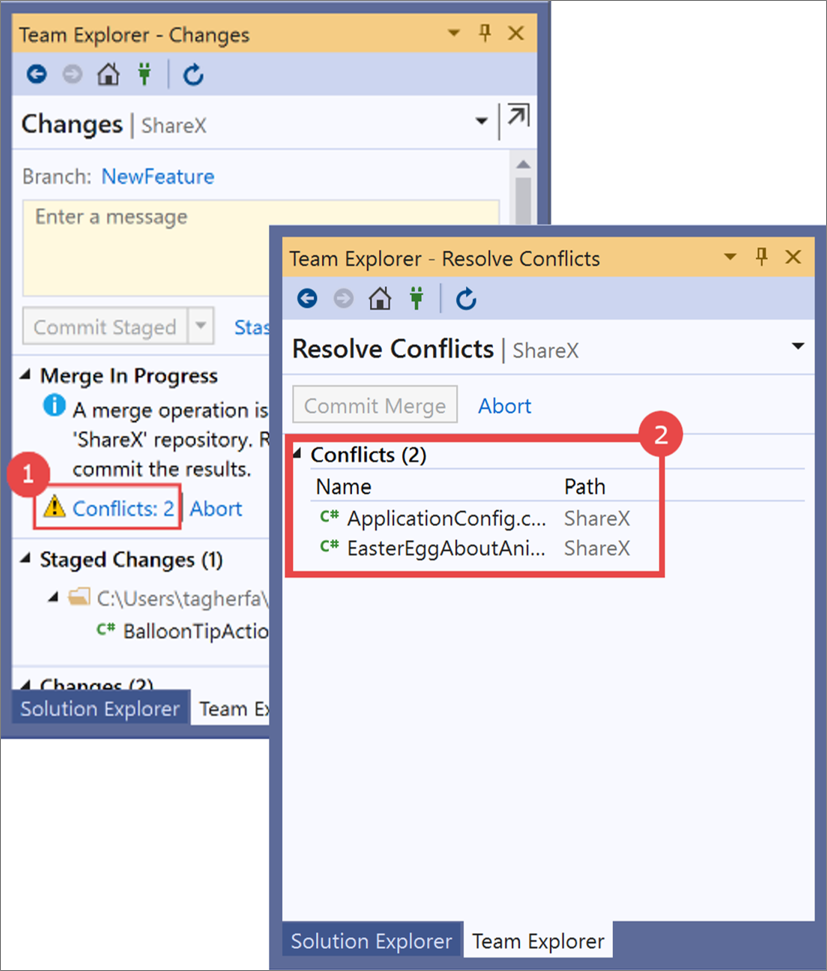 Team Explorer - Changes
Changes | ShareX
Branch: NewFeature
Enter a message
Commit Staged Stas
Merge In Progress
A merge operation is
'ShareX' repository. R
commit the results.
1
Conflicts: 2 | Abort
Staged Changes (1)
C:\Users\tagherfa\
C# BalloonTipActio
Changes (2)
Solution Explorer Team Ex
Team Explorer - Resolve Conflicts
Resolve Conflicts | ShareX
Commit Merge Abort
2
Conflicts (2)
Name Path
C# ApplicationConfig.c... ShareX
C# EasterEggAboutAni... ShareX
Solution Explorer Team Explorer